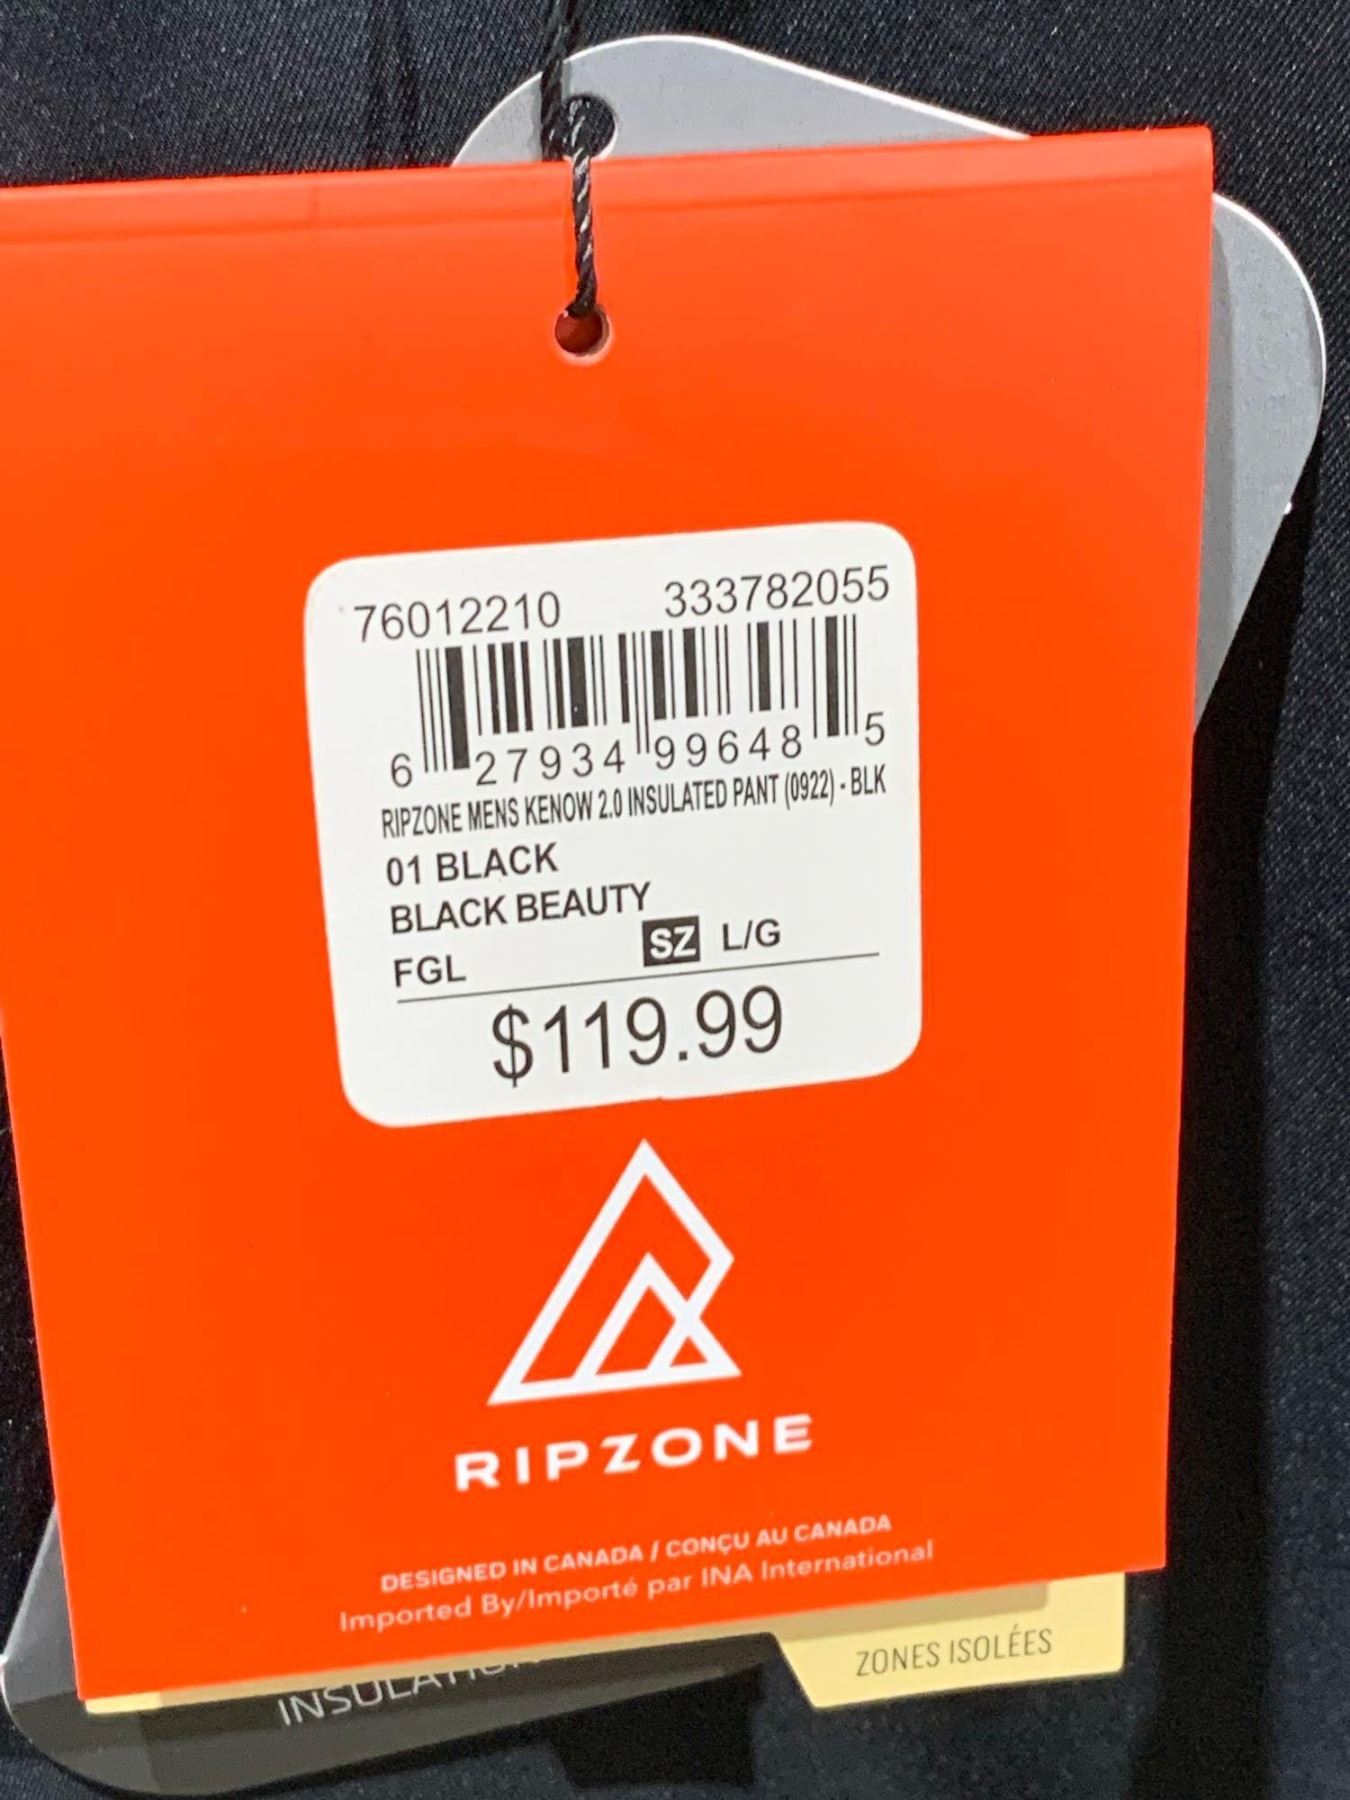 76012210 333782055
6 27934 99648 5
RIPZONE MENS KENOW 2.0 INSULATED PANT (0922) - BLK
01 BLACK
BLACK BEAUTY
FGL SZ L/G
$119.99
RIPZONE
DESIGNED IN CANADA / CONÇU AU CANADA
Imported By/Importé par INA International
ZONES ISOLÉES
INSULATION